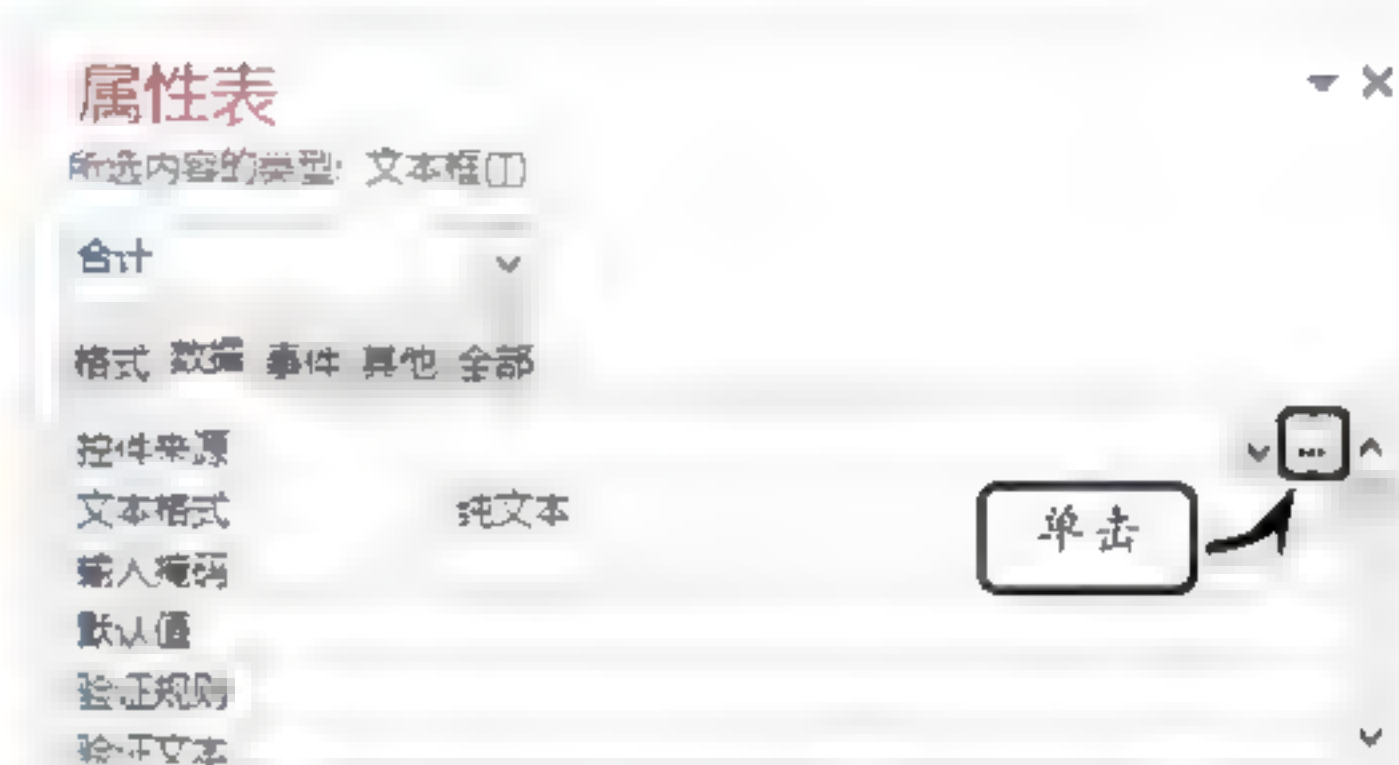 属性表
所选内容的类型: 文本框(T)
合计
格式 数据 事件 其他 全部
控件来源 ...
文本格式 纯文本
单击
输入掩码
默认值
验证规则
验证文本